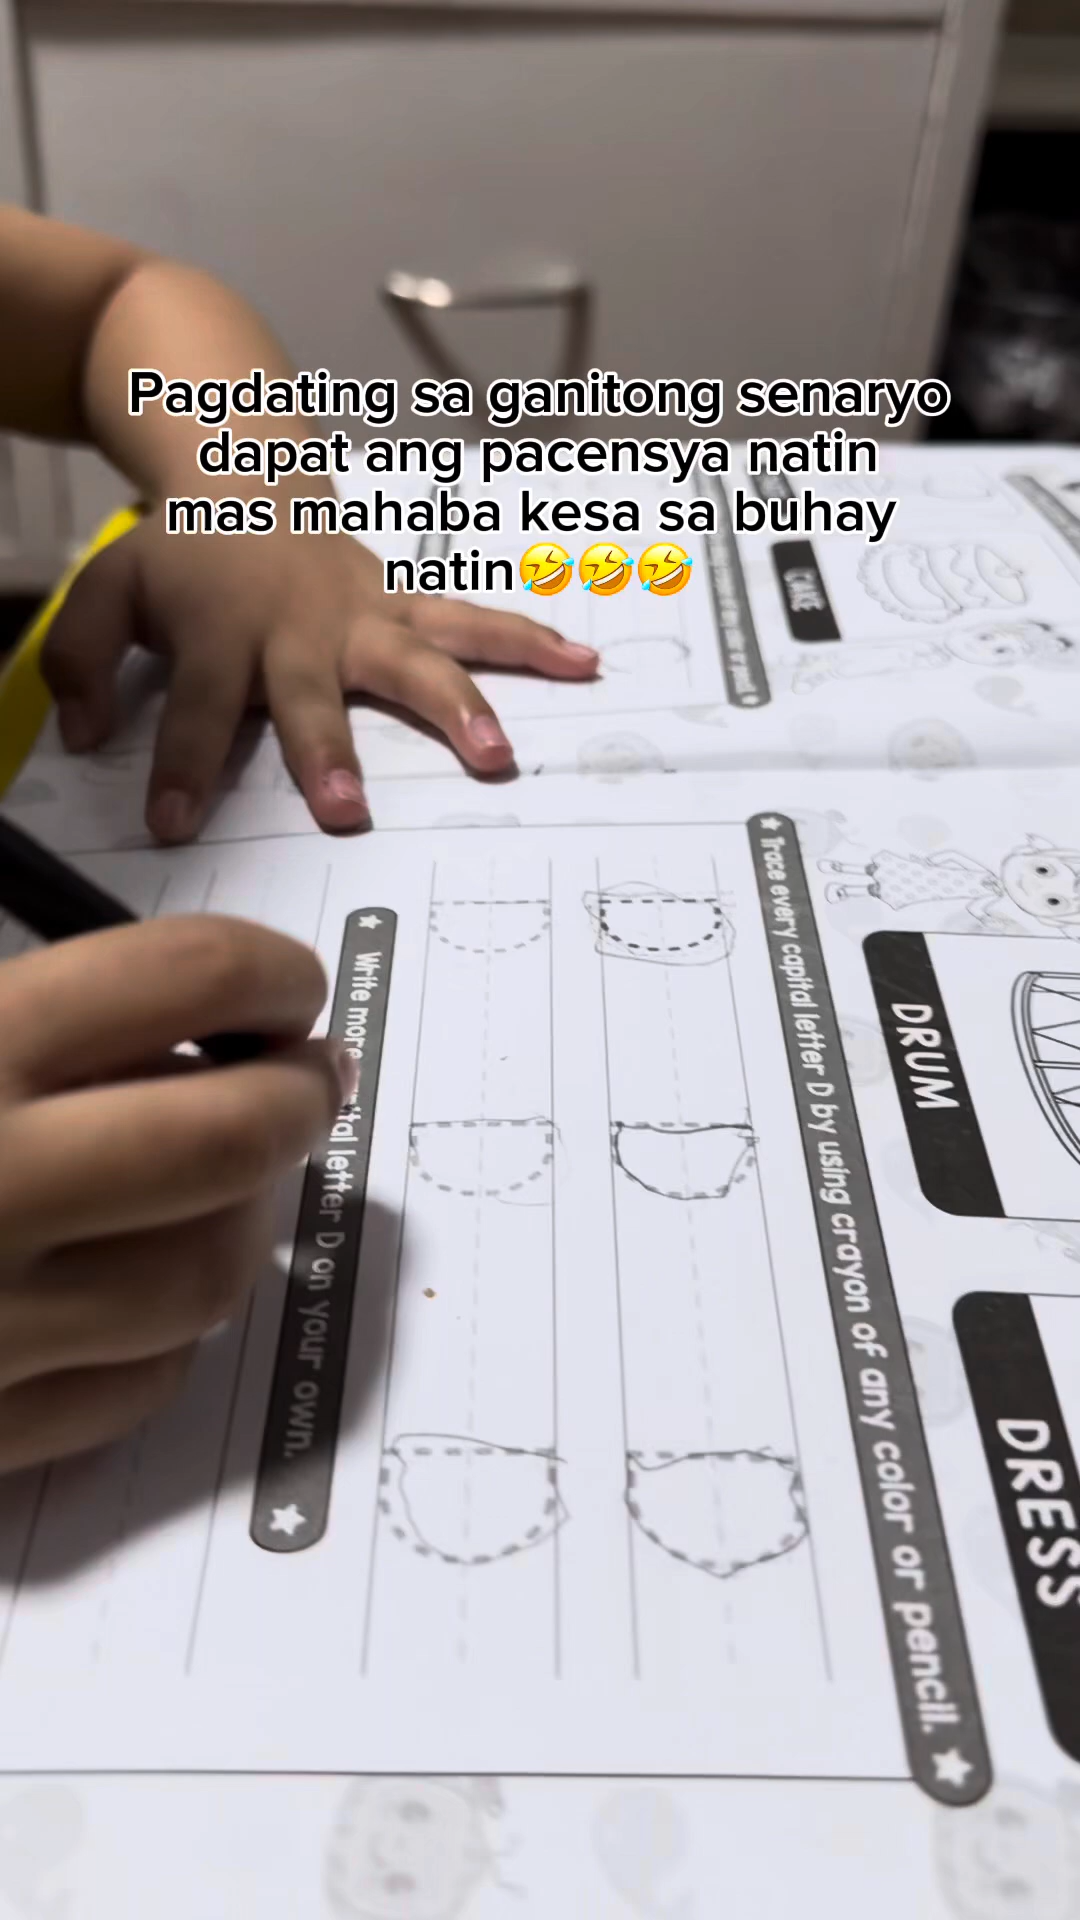 Pagdating sa ganitong senaryo
dapat ang pacensya natin
mas mahaba kesa sa buhay
natin🤣🤣🤣
CAKE
★ Trace every capital letter D by using crayon of any color or pencil. ★
DRUM
DRESS
★ Write more letter D on your own. ★